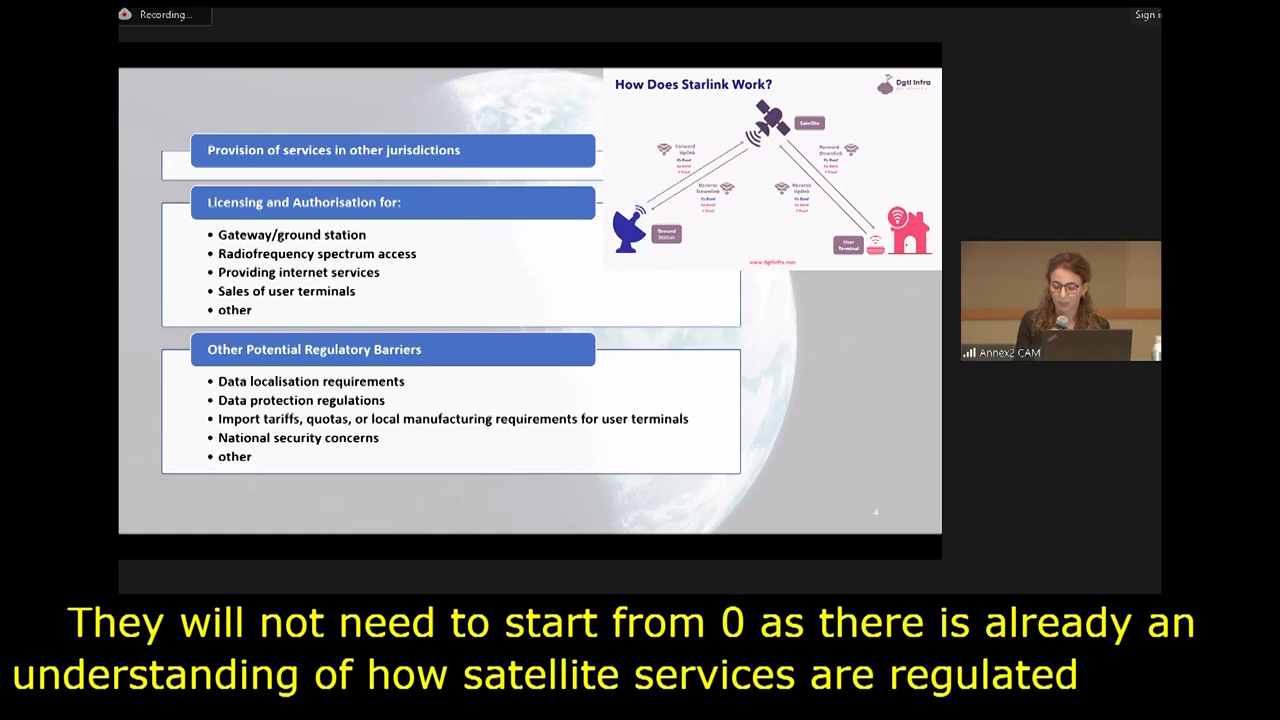 Recording...
Sign i
How Does Starlink Work?
Dgtl Infra
Satellite
Forward
Uplink
Forward
Downlink
Reverse
Downlink
Reverse
Uplink
Ground
Station
User
Terminal
www.dgtlinfra.com
Provision of services in other jurisdictions
Licensing and Authorisation for:
• Gateway/ground station
• Radiofrequency spectrum access
• Providing internet services
• Sales of user terminals
• other
Other Potential Regulatory Barriers
• Data localisation requirements
• Data protection regulations
• Import tariffs, quotas, or local manufacturing requirements for user terminals
• National security concerns
• other
4
Annex2 CAM
They will not need to start from 0 as there is already an
understanding of how satellite services are regulated